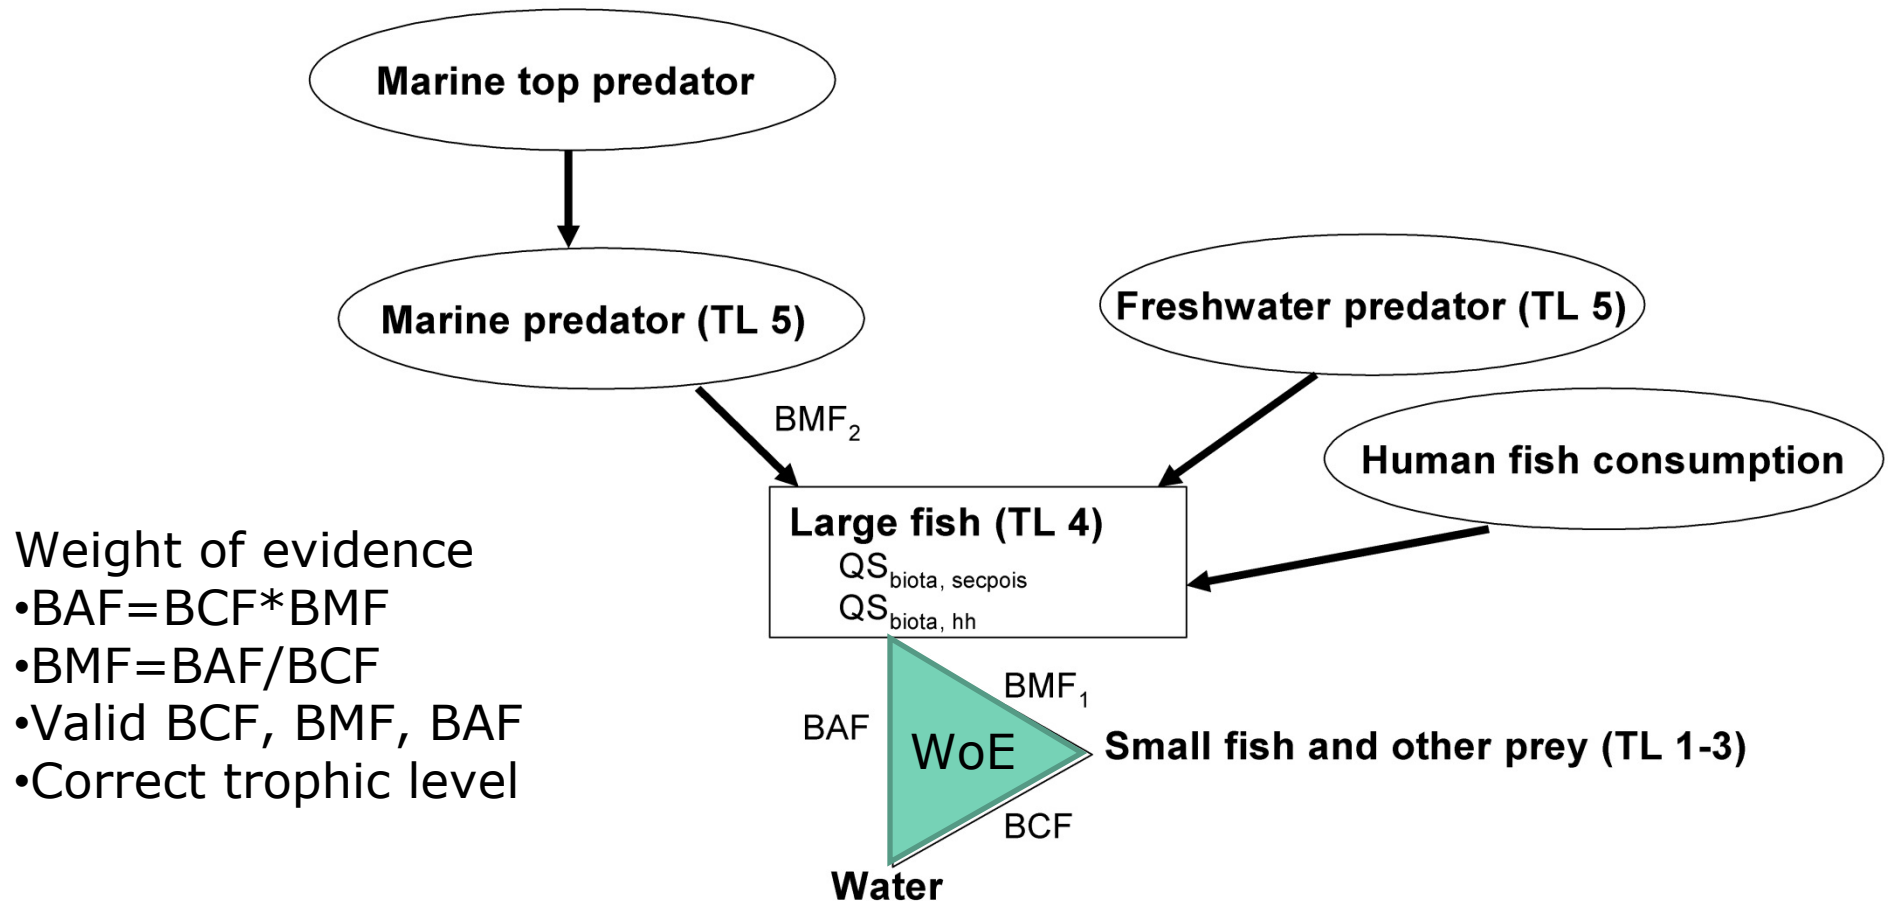 Marine top predator
Marine predator (TL 5)
Freshwater predator (TL 5)
BMF2
Human fish consumption
Large fish (TL 4)
QSbiota, secpois
QSbiota, hh
Weight of evidence
•BAF=BCF*BMF
•BMF=BAF/BCF
•Valid BCF, BMF, BAF
•Correct trophic level
BMF1
BAF
WoE
Small fish and other prey (TL 1-3)
BCF
Water